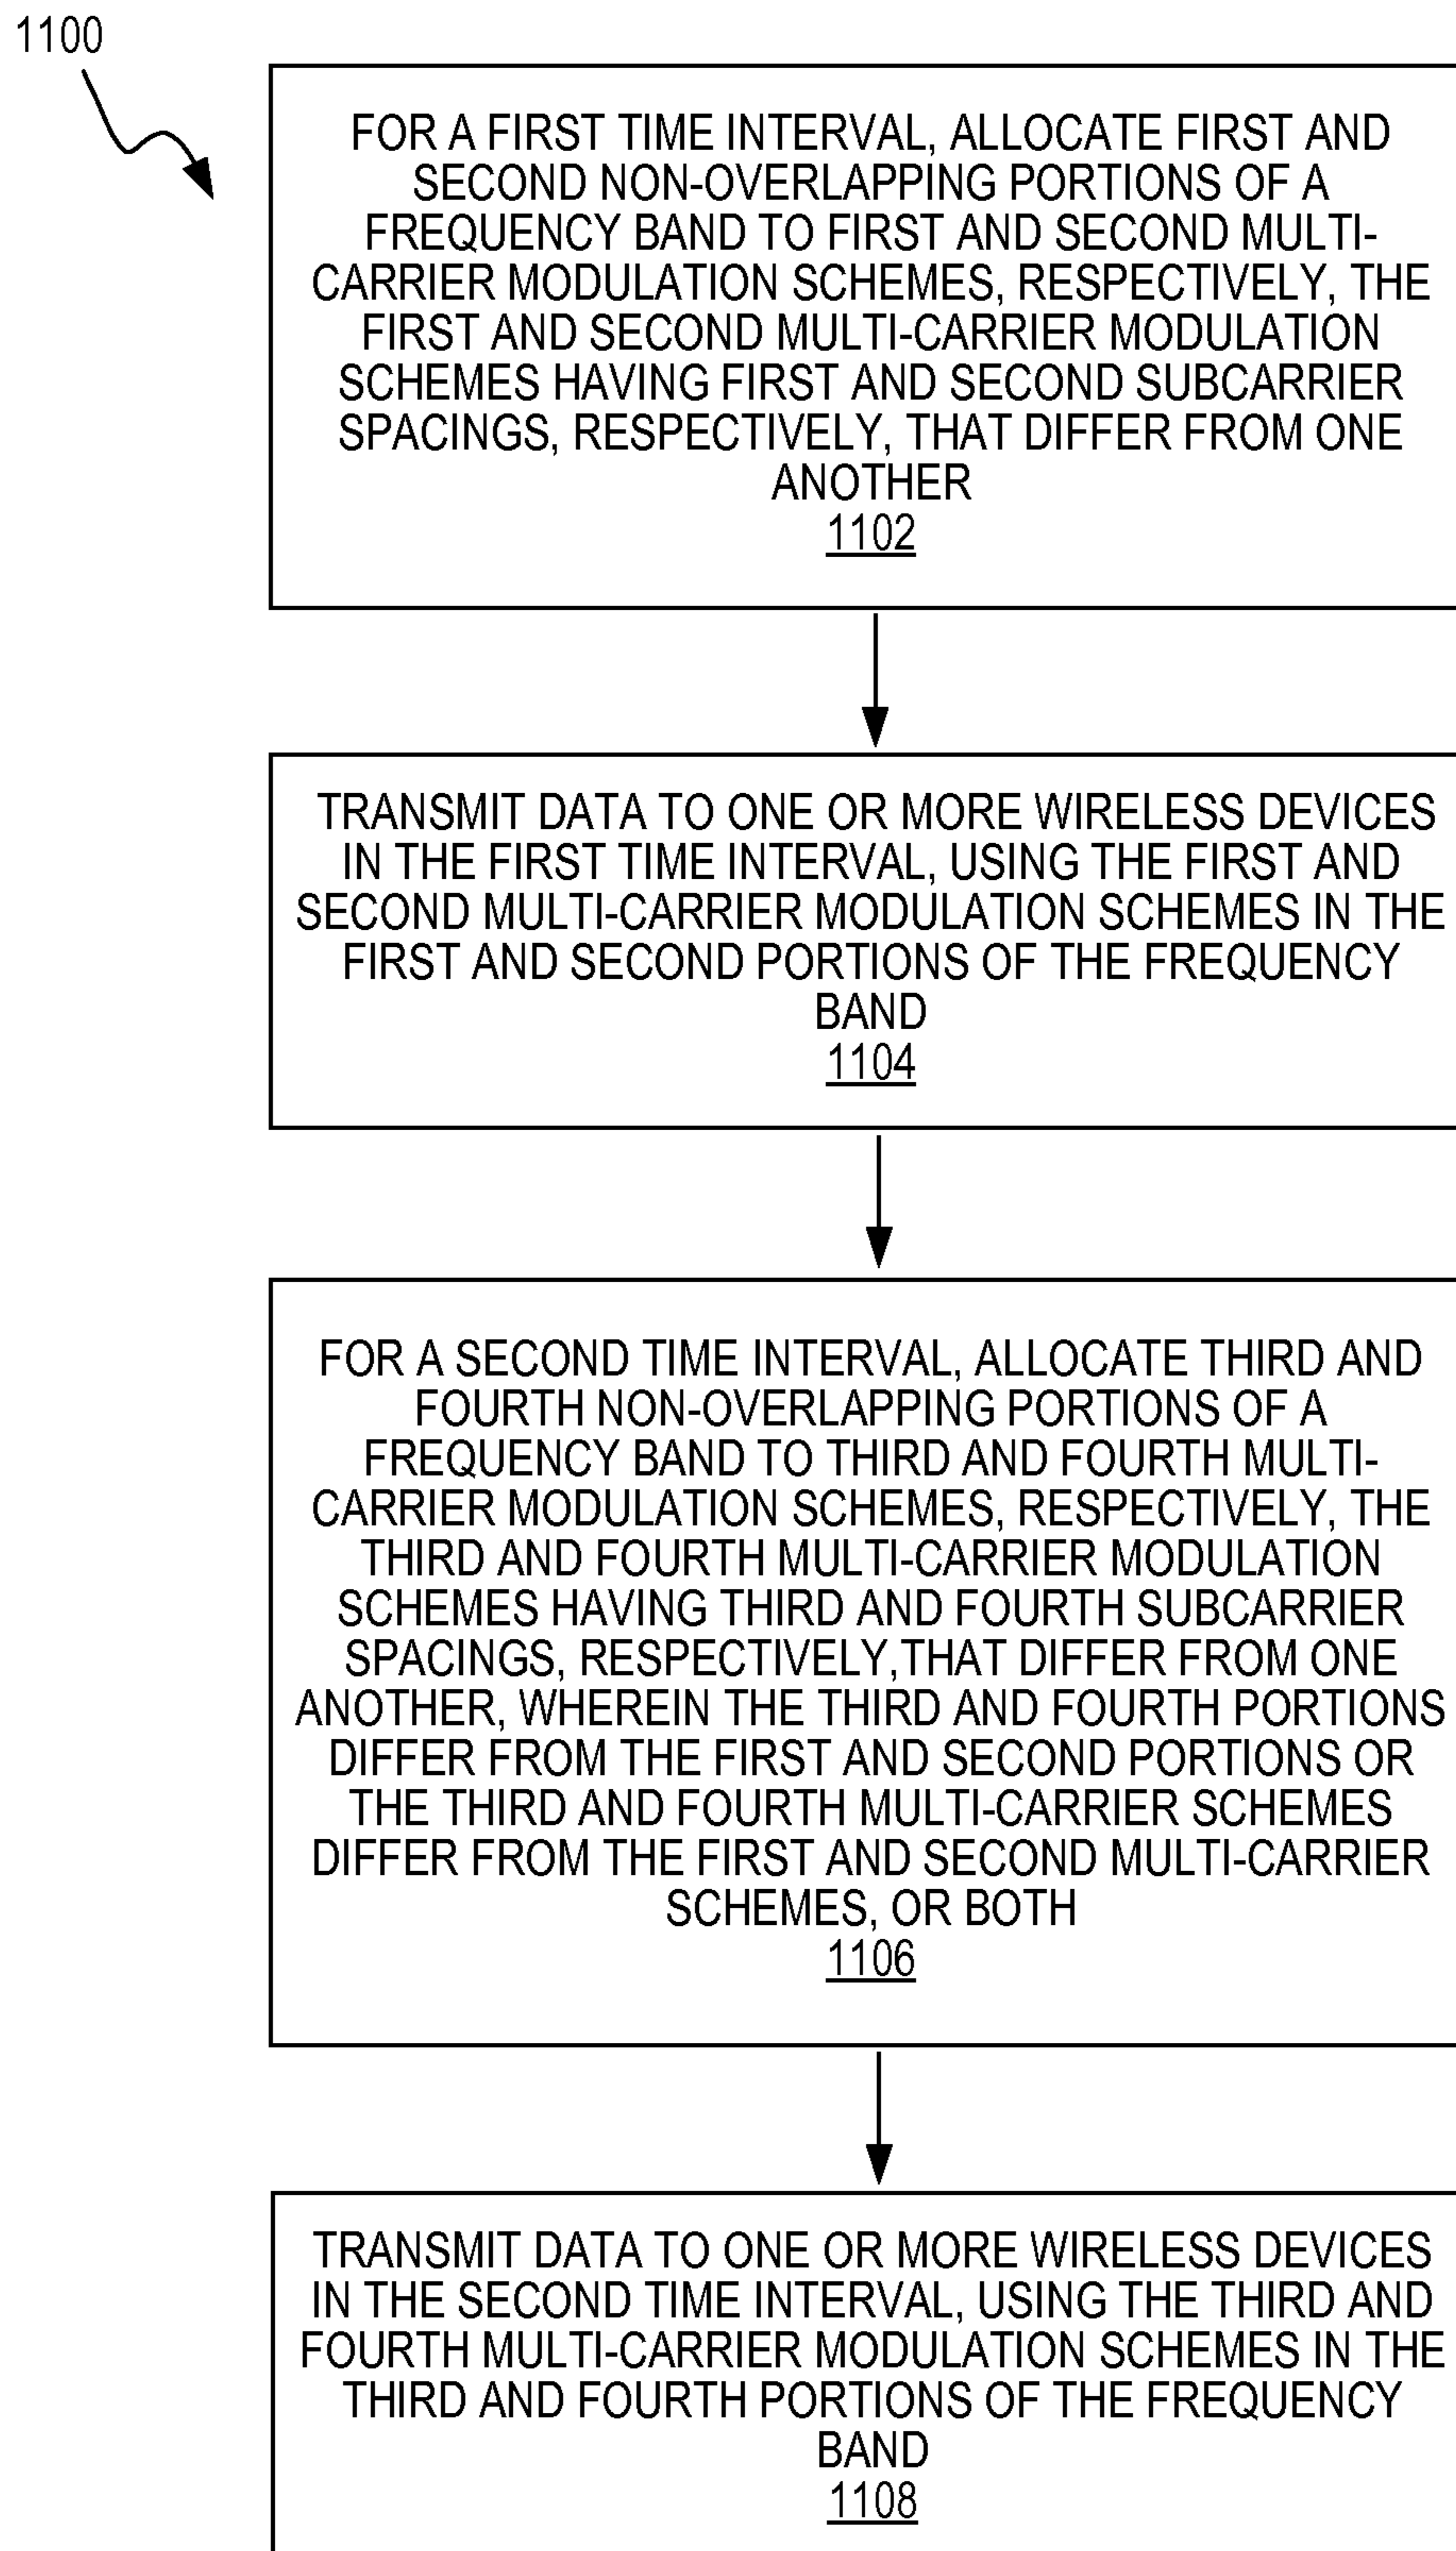 1100
FOR A FIRST TIME INTERVAL, ALLOCATE FIRST AND
SECOND NON-OVERLAPPING PORTIONS OF A
FREQUENCY BAND TO FIRST AND SECOND MULTI-
CARRIER MODULATION SCHEMES, RESPECTIVELY, THE
FIRST AND SECOND MULTI-CARRIER MODULATION
SCHEMES HAVING FIRST AND SECOND SUBCARRIER
SPACINGS, RESPECTIVELY, THAT DIFFER FROM ONE
ANOTHER
1102
TRANSMIT DATA TO ONE OR MORE WIRELESS DEVICES
IN THE FIRST TIME INTERVAL, USING THE FIRST AND
SECOND MULTI-CARRIER MODULATION SCHEMES IN THE
FIRST AND SECOND PORTIONS OF THE FREQUENCY
BAND
1104
FOR A SECOND TIME INTERVAL, ALLOCATE THIRD AND
FOURTH NON-OVERLAPPING PORTIONS OF A
FREQUENCY BAND TO THIRD AND FOURTH MULTI-
CARRIER MODULATION SCHEMES, RESPECTIVELY, THE
THIRD AND FOURTH MULTI-CARRIER MODULATION
SCHEMES HAVING THIRD AND FOURTH SUBCARRIER
SPACINGS, RESPECTIVELY,THAT DIFFER FROM ONE
ANOTHER, WHEREIN THE THIRD AND FOURTH PORTIONS
DIFFER FROM THE FIRST AND SECOND PORTIONS OR
THE THIRD AND FOURTH MULTI-CARRIER SCHEMES
DIFFER FROM THE FIRST AND SECOND MULTI-CARRIER
SCHEMES, OR BOTH
1106
TRANSMIT DATA TO ONE OR MORE WIRELESS DEVICES
IN THE SECOND TIME INTERVAL, USING THE THIRD AND
FOURTH MULTI-CARRIER MODULATION SCHEMES IN THE
THIRD AND FOURTH PORTIONS OF THE FREQUENCY
BAND
1108